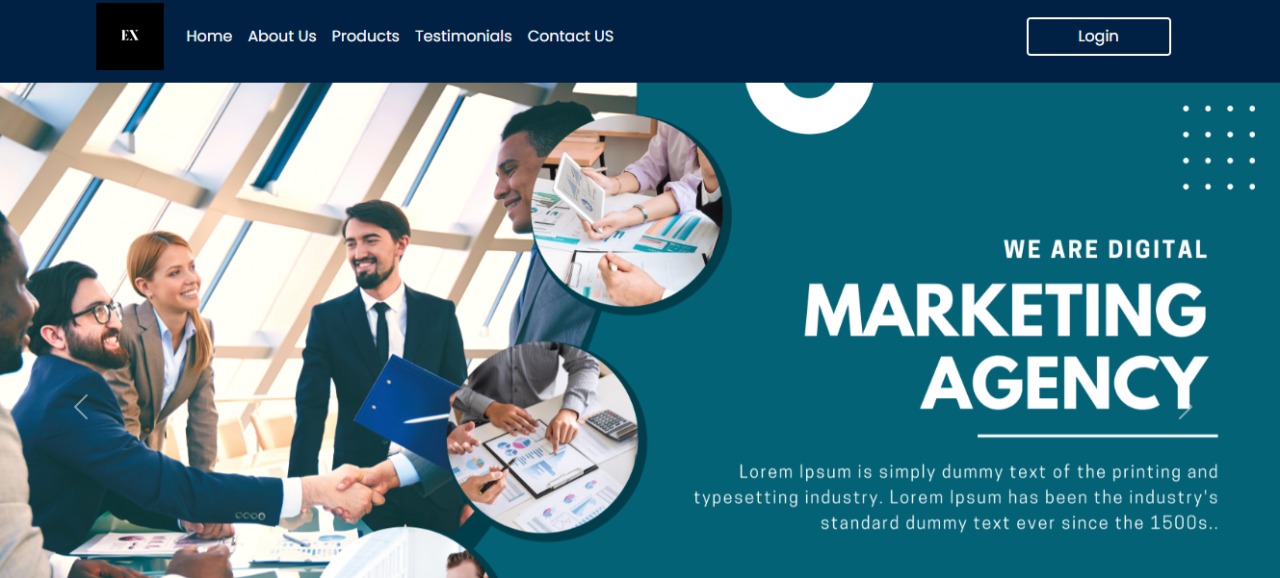 EX
Home About Us Products Testimonials Contact US
Login
WE ARE DIGITAL
MARKETING
AGENCY
Lorem Ipsum is simply dummy text of the printing and
typesetting industry. Lorem Ipsum has been the industry's
standard dummy text ever since the 1500s..